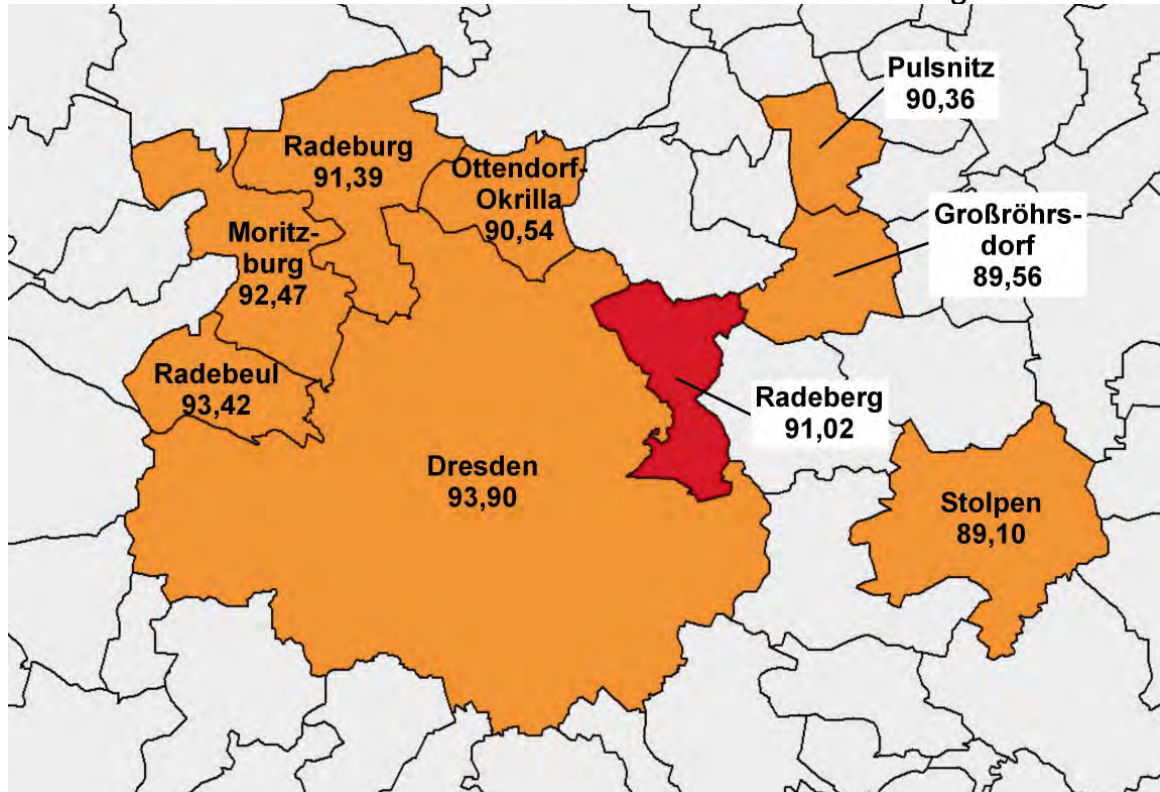 g
Pulsnitz
90,36
Radeburg
91,39
Ottendorf-
Okrilla
90,54
Großröhrs-
dorf
89,56
Moritz-
burg
92,47
Radebeul
93,42
Radeberg
91,02
Dresden
93,90
Stolpen
89,10